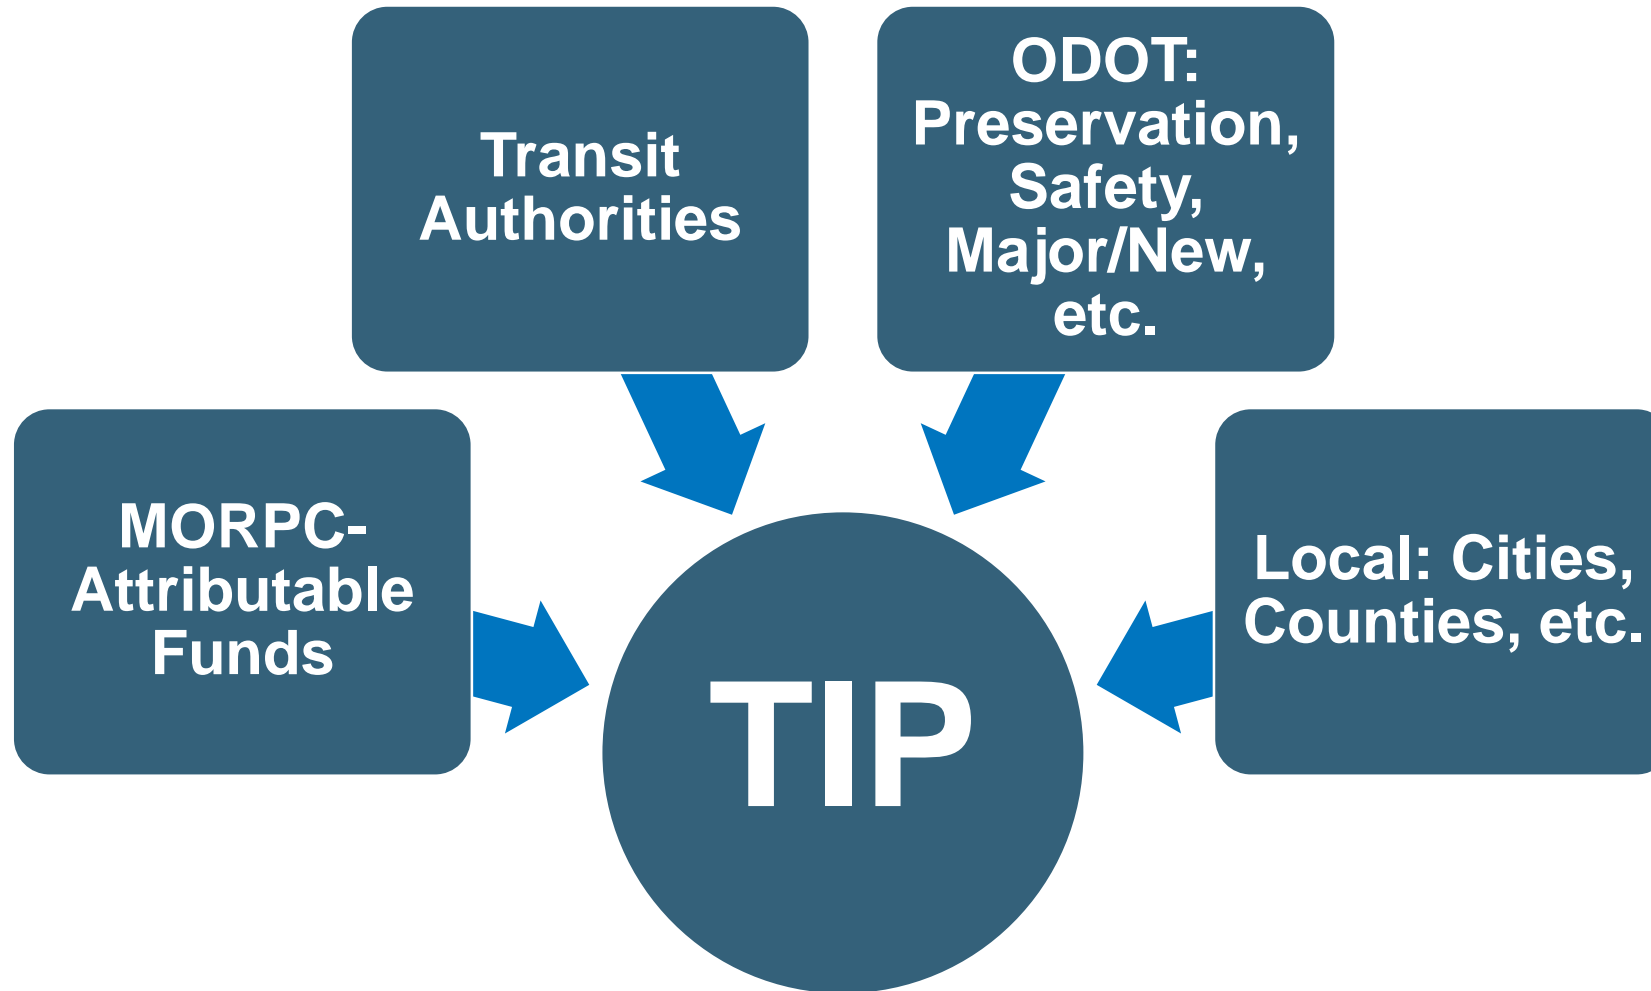 Transit
Authorities
ODOT:
Preservation,
Safety,
Major/New,
etc.
MORPC-
Attributable
Funds
Local: Cities,
Counties, etc.
TIP